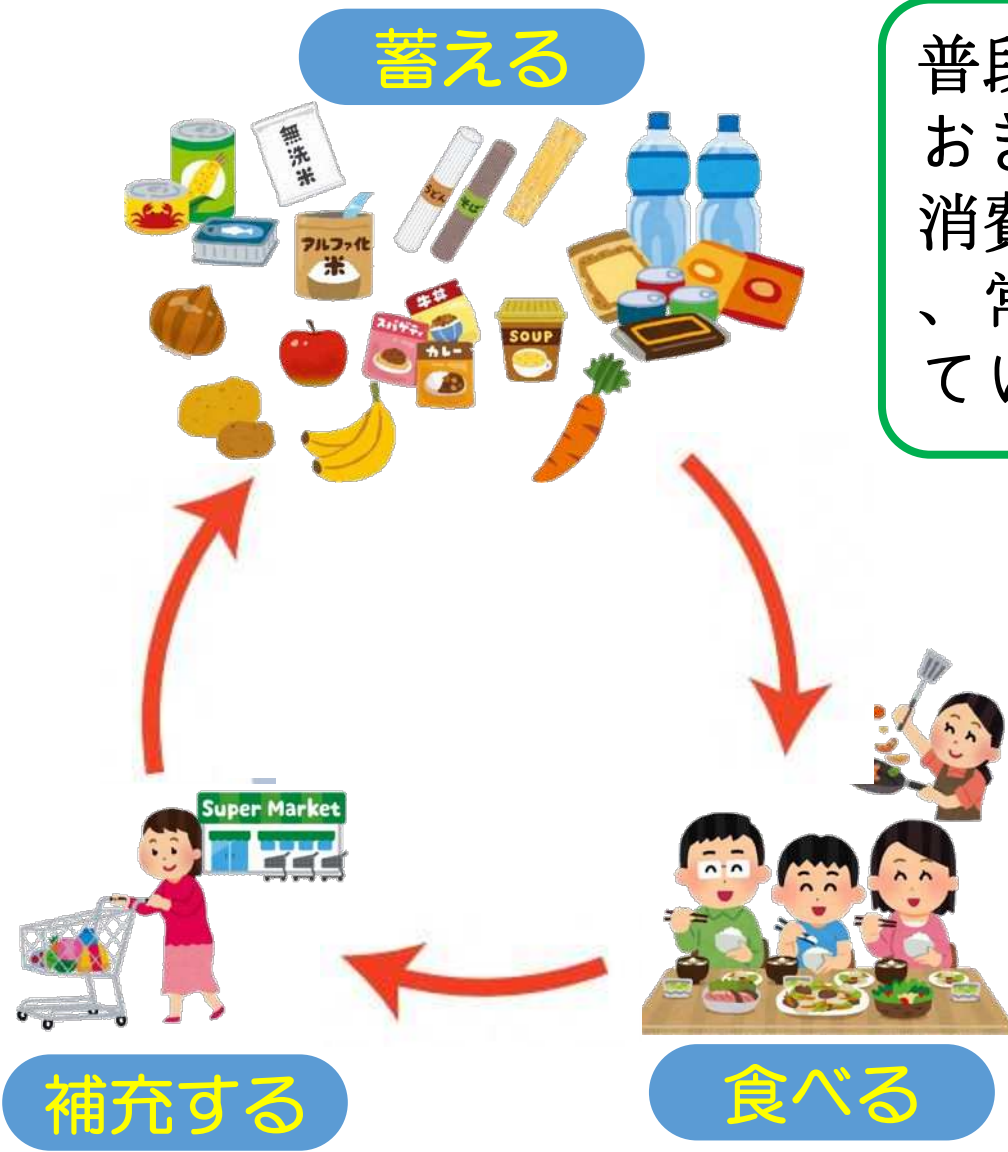 蓄える
普段
消費
、常
てい
無洗米
うどん
そば
アルファ化
米
牛丼
スパゲティ
カレー
SOUP
Super Market
補充する
食べる